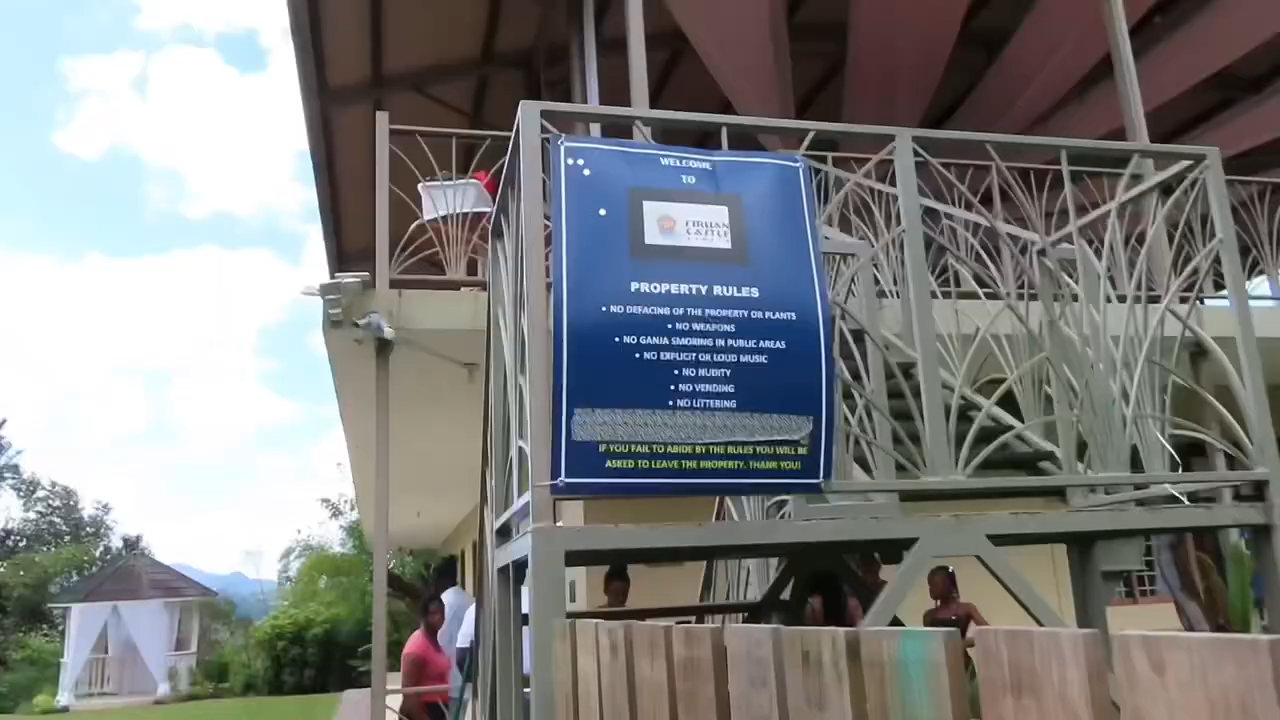 WELCOME
TO
CASTLE
PROPERTY RULES
• NO DEFACING OF THE PROPERTY OR PLANTS
• NO WEAPONS
• NO GANJA SMOKING IN PUBLIC AREAS
• NO EXPLICIT OR LOUD MUSIC
• NO NUDITY
• NO VENDING
• NO LITTERING
IF YOU FAIL TO ABIDE BY THE RULES YOU WILL BE
ASKED TO LEAVE THE PROPERTY. THANK YOU!